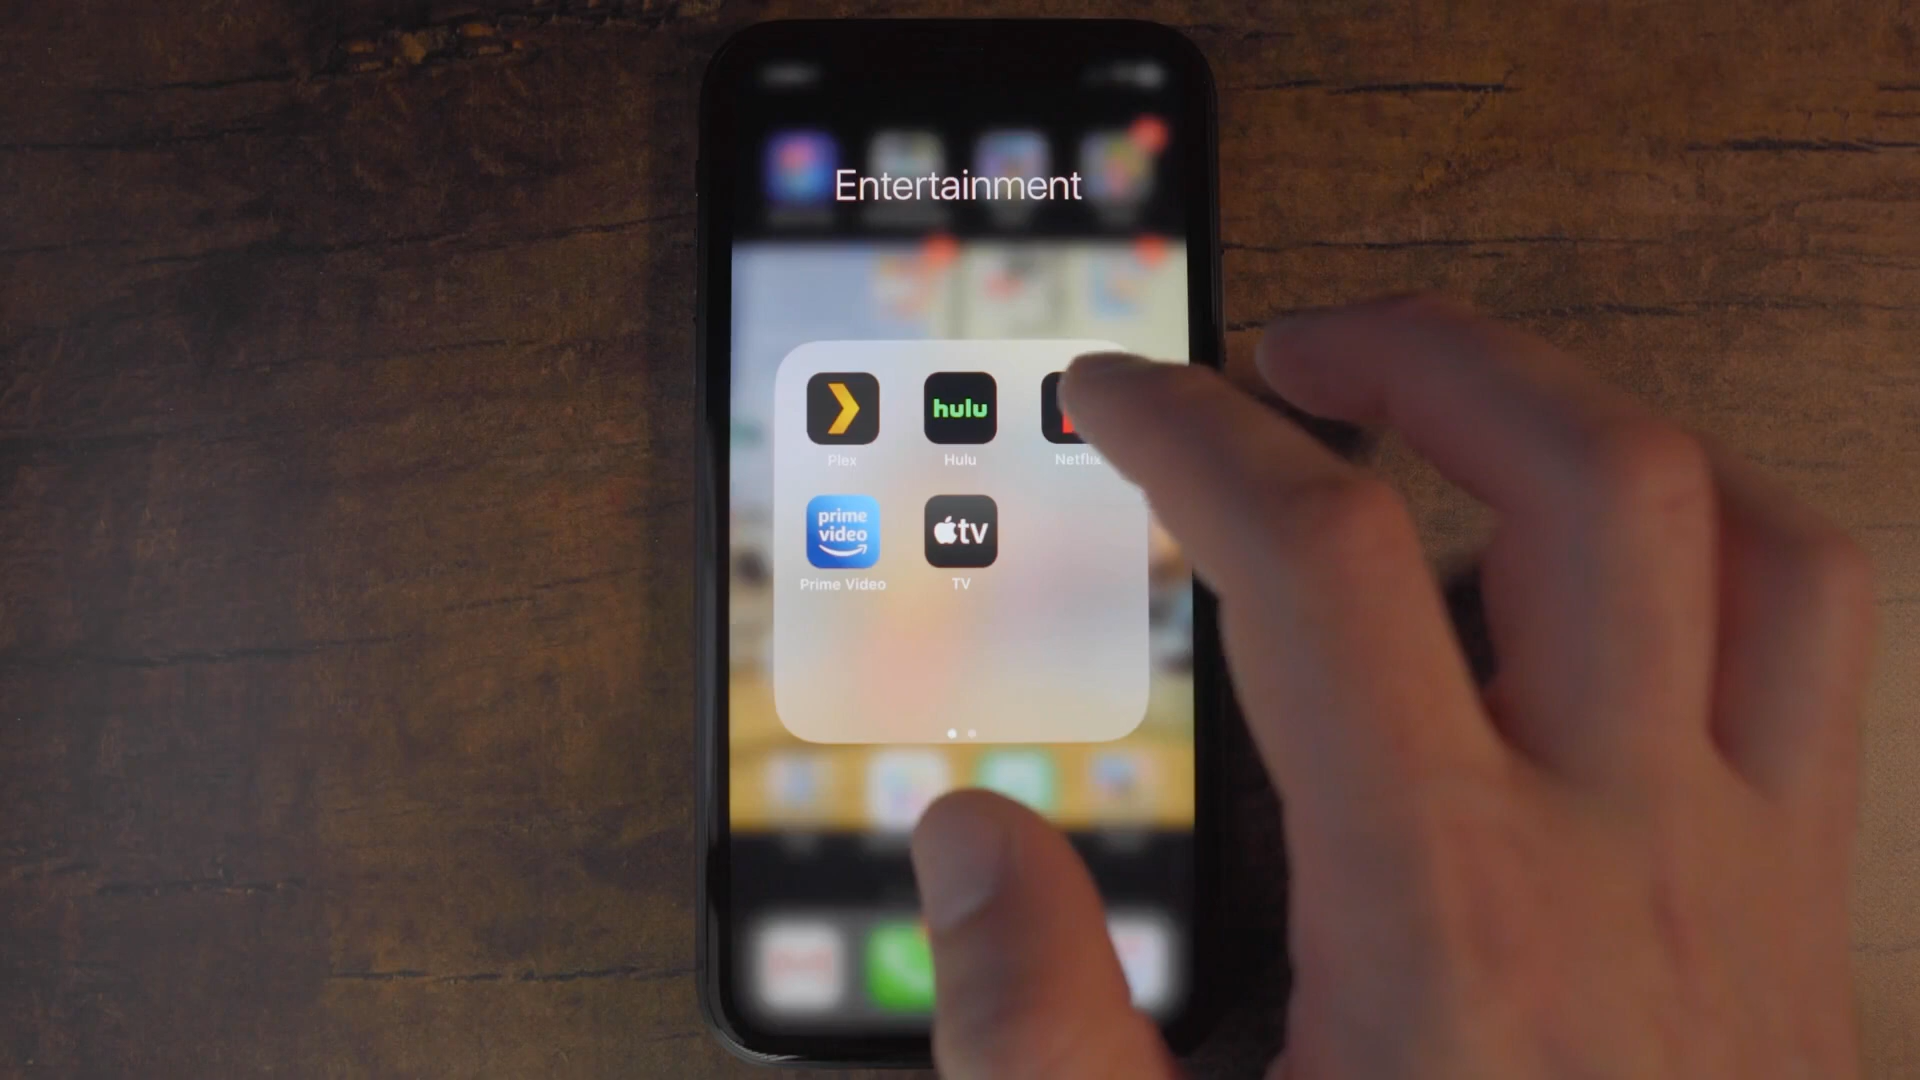 Entertainment
hulu
Plex
Hulu
Netflix
prime
video
tv
Prime Video
TV